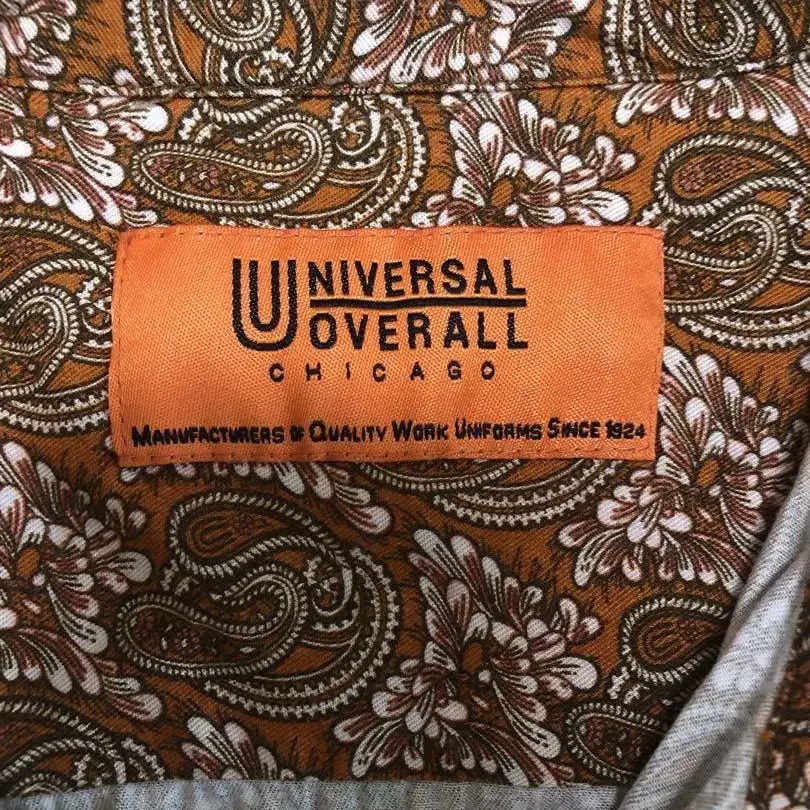 UNIVERSAL
OVERALL
CHICAGO
MANUFACTURERS OF QUALITY WORK UNIFORMS SINCE 1924